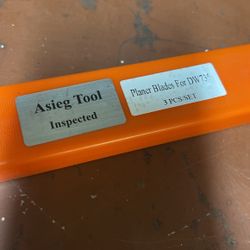 Asieg Tool
Inspected
Planer Blades For DW735
3 PCS/SET